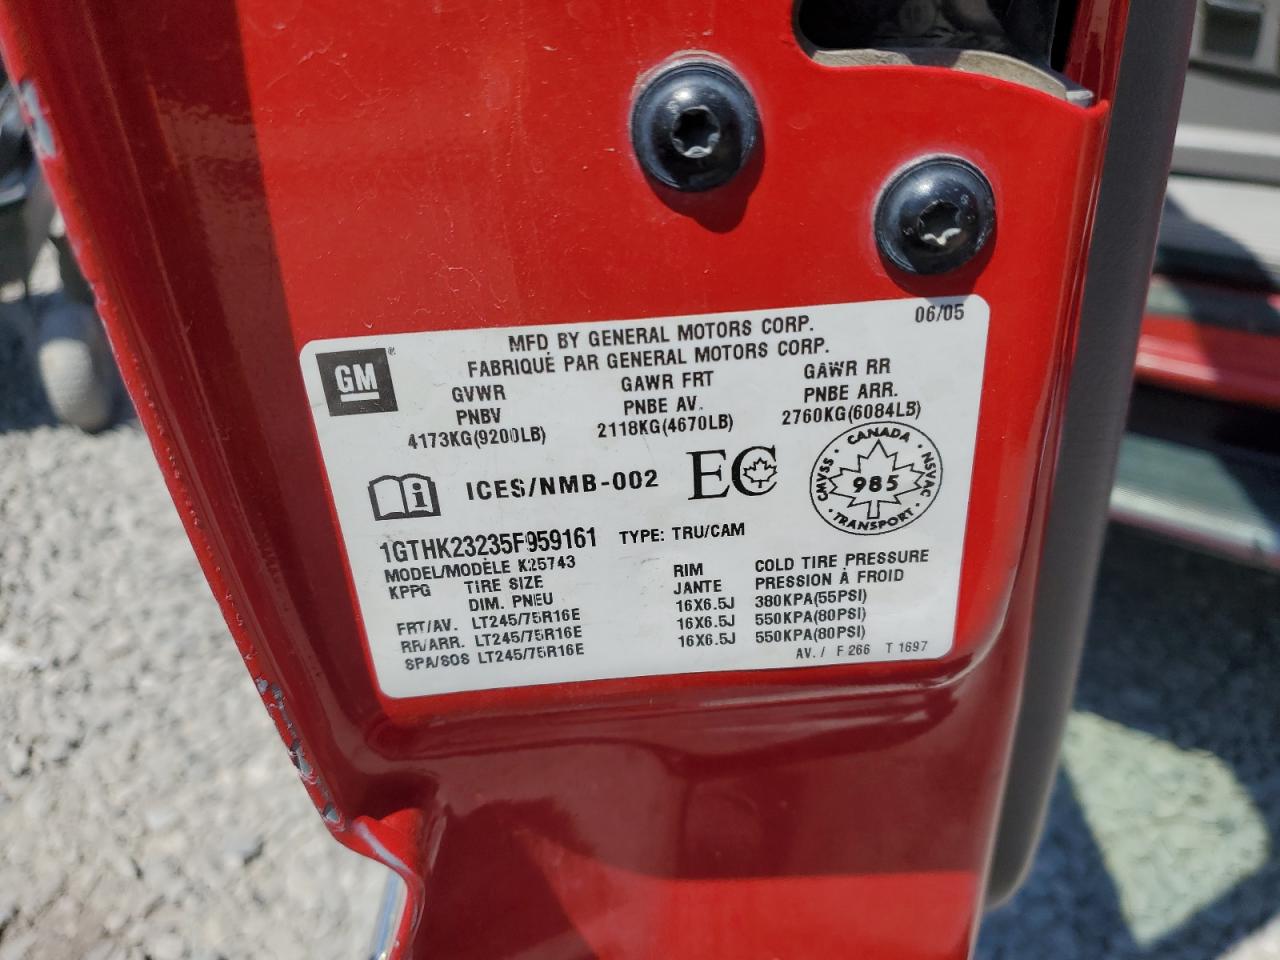 06/05
MFD BY GENERAL MOTORS CORP.
FABRIQUÉ PAR GENERAL MOTORS CORP.
GM
GVWR GAWR FRT GAWR RR
PNBV PNBE AV. PNBE ARR.
4173KG(9200LB) 2118KG(4670LB) 2760KG(6084LB)
i ICES/NMB-002 EC CMVSS · CANADA · NSVAC · TRANSPORT · 985
1GTHK23235F959161 TYPE: TRU/CAM
MODEL/MODÈLE K25743
KPPG TIRE SIZE RIM COLD TIRE PRESSURE
DIM. PNEU JANTE PRESSION À FROID
FRT/AV. LT245/75R16E 16X6.5J 380KPA(55PSI)
RR/ARR. LT245/75R16E 16X6.5J 550KPA(80PSI)
SPA/SOS LT245/75R16E 16X6.5J 550KPA(80PSI)
AV. / F 266 T 1697